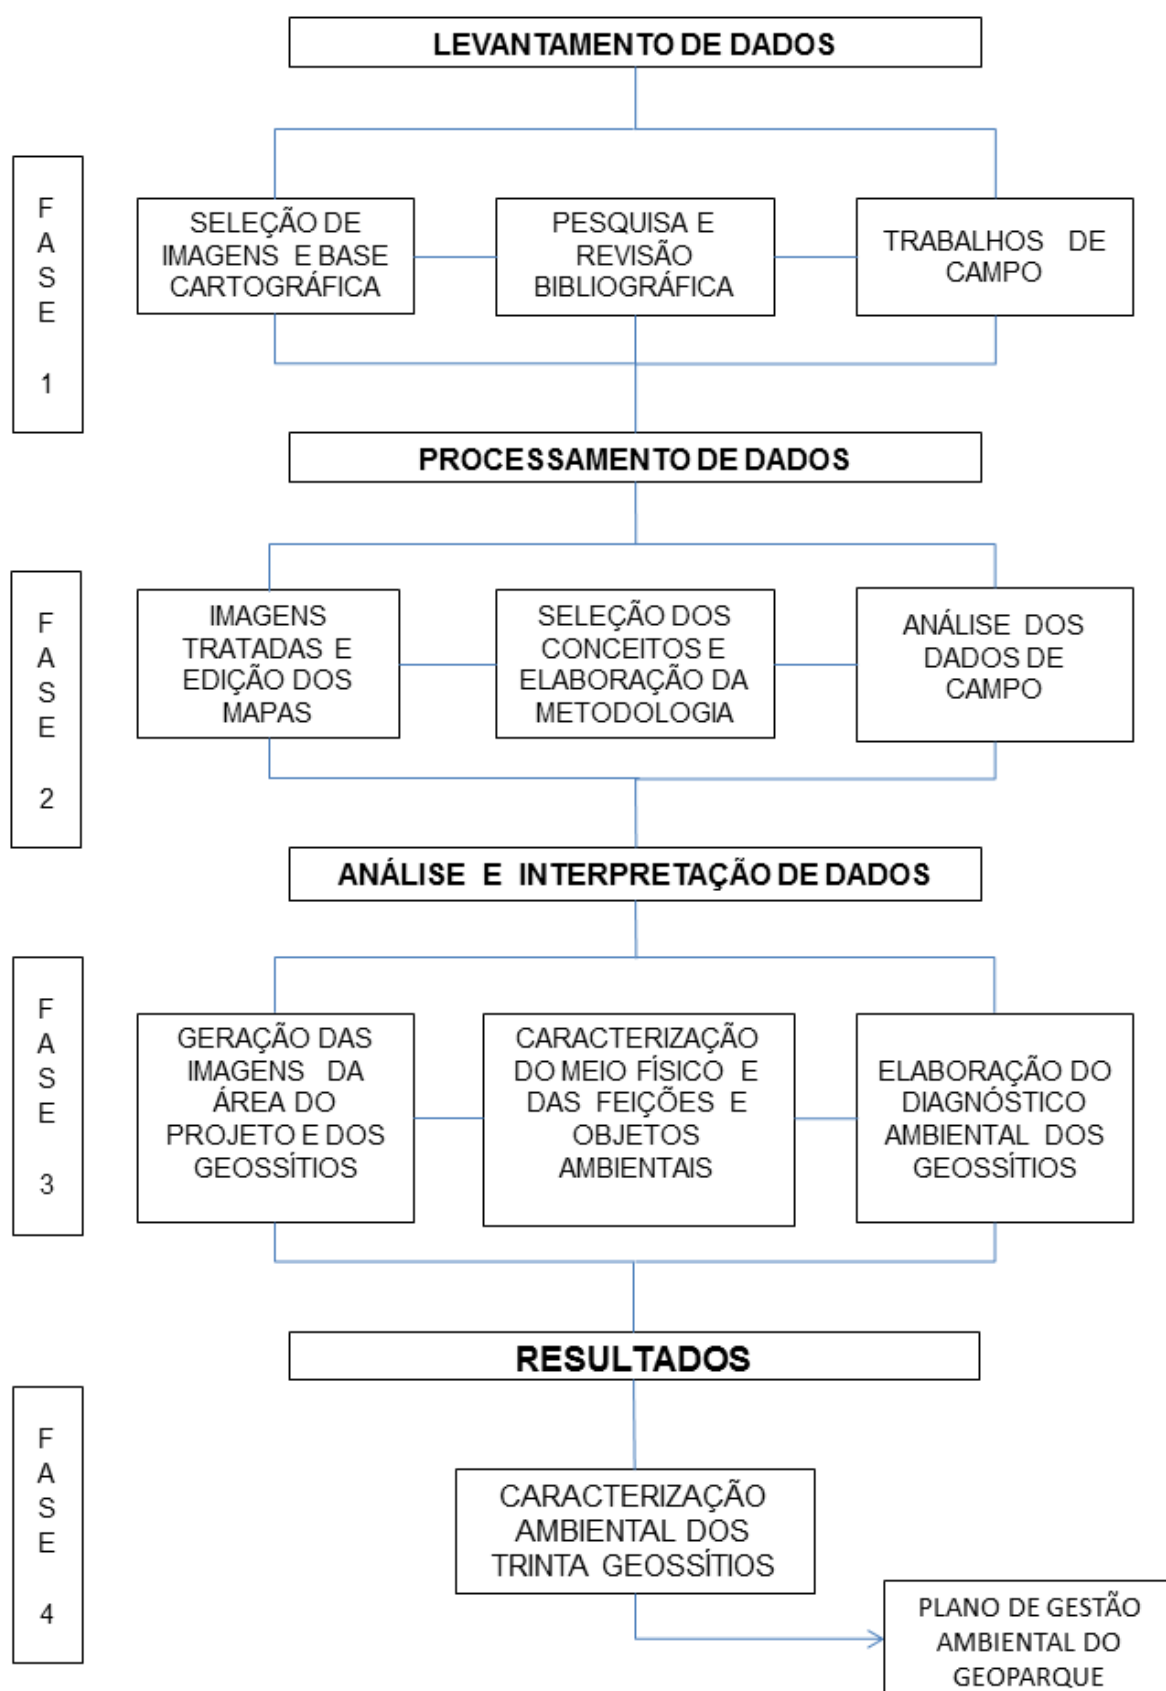 LEVANTAMENTO DE DADOS
F
A
S
E
1
SELEÇÃO DE
IMAGENS E BASE
CARTOGRÁFICA
PESQUISA E
REVISÃO
BIBLIOGRÁFICA
TRABALHOS DE
CAMPO
PROCESSAMENTO DE DADOS
F
A
S
E
2
IMAGENS
TRATADAS E
EDIÇÃO DOS
MAPAS
SELEÇÃO DOS
CONCEITOS E
ELABORAÇÃO DA
METODOLOGIA
ANÁLISE DOS
DADOS DE
CAMPO
ANÁLISE E INTERPRETAÇÃO DE DADOS
F
A
S
E
3
GERAÇÃO DAS
IMAGENS DA
ÁREA DO
PROJETO E DOS
GEOSSÍTIOS
CARACTERIZAÇÃO
DO MEIO FÍSICO E
DAS FEIÇÕES E
OBJETOS
AMBIENTAIS
ELABORAÇÃO DO
DIAGNÓSTICO
AMBIENTAL DOS
GEOSSÍTIOS
RESULTADOS
F
A
S
E
4
CARACTERIZAÇÃO
AMBIENTAL DOS
TRINTA GEOSSÍTIOS
PLANO DE GESTÃO
AMBIENTAL DO
GEOPARQUE